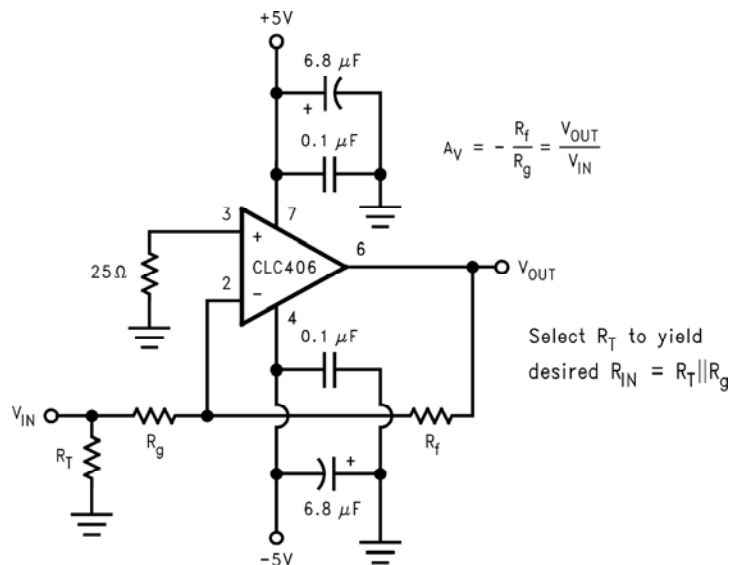 +5V
6.8 μF
+
0.1 μF
A_V = - R_f/R_g = V_OUT/V_IN
3
7
+
6
25Ω
CLC406
V_OUT
2
-
4
0.1 μF
Select R_T to yield
desired R_IN = R_T||R_g
V_IN
R_g
R_f
R_T
+
6.8 μF
-5V